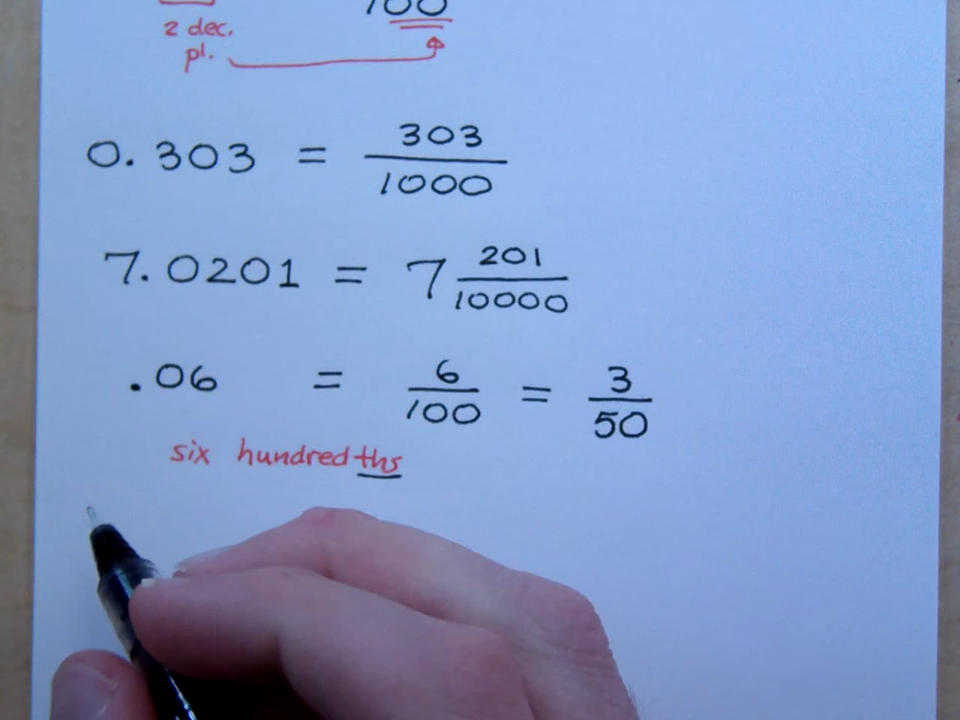 100
2 dec.
pl.
0.303 = 303/1000
7.0201 = 7 201/10000
.06 = 6/100 = 3/50
six hundredths